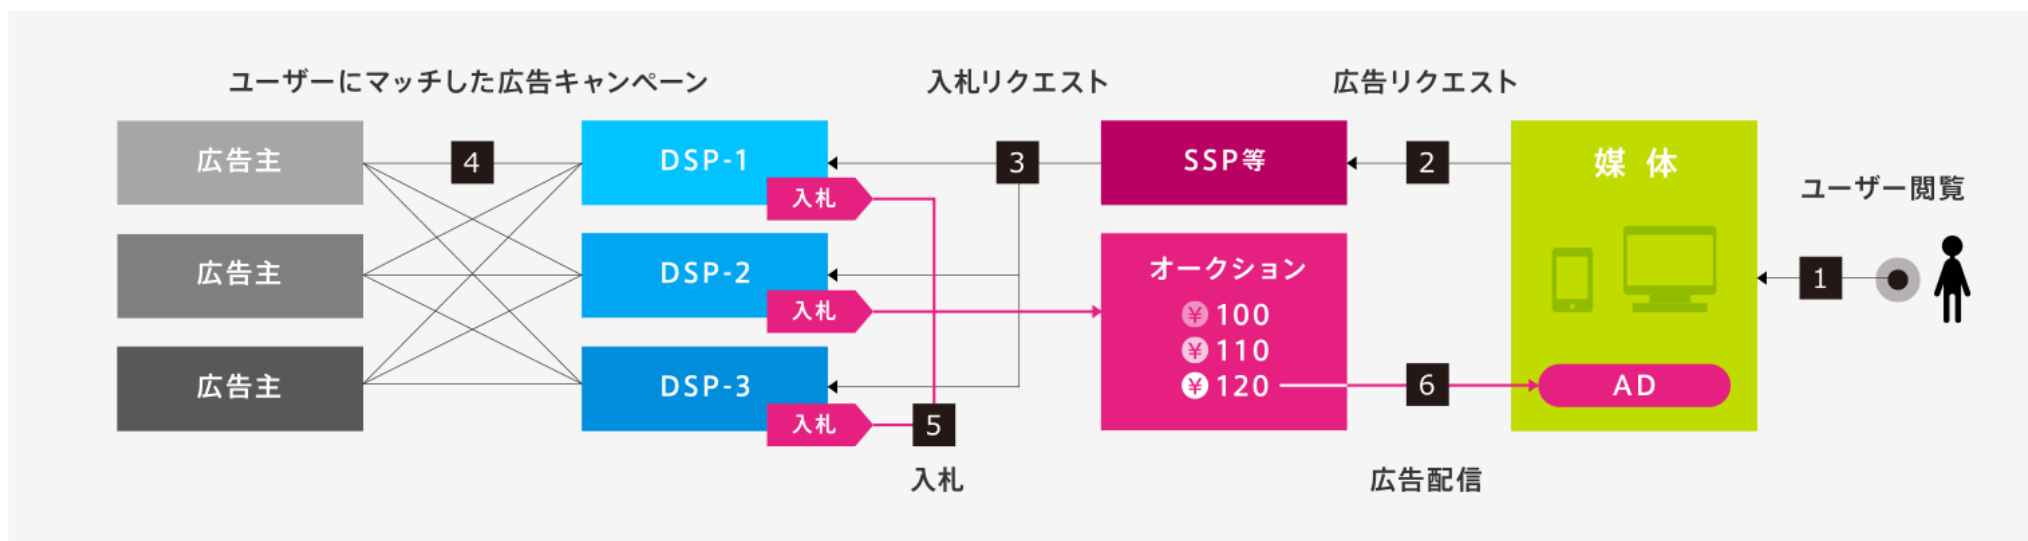 ユーザーにマッチした広告キャンペーン
入札リクエスト
広告リクエスト
広告主
4
DSP-1
3
SSP等
2
媒体
ユーザー閲覧
入札
広告主
DSP-2
オークション
1
入札
¥ 100
¥ 110
広告主
DSP-3
¥ 120
6
AD
入札
5
入札
広告配信